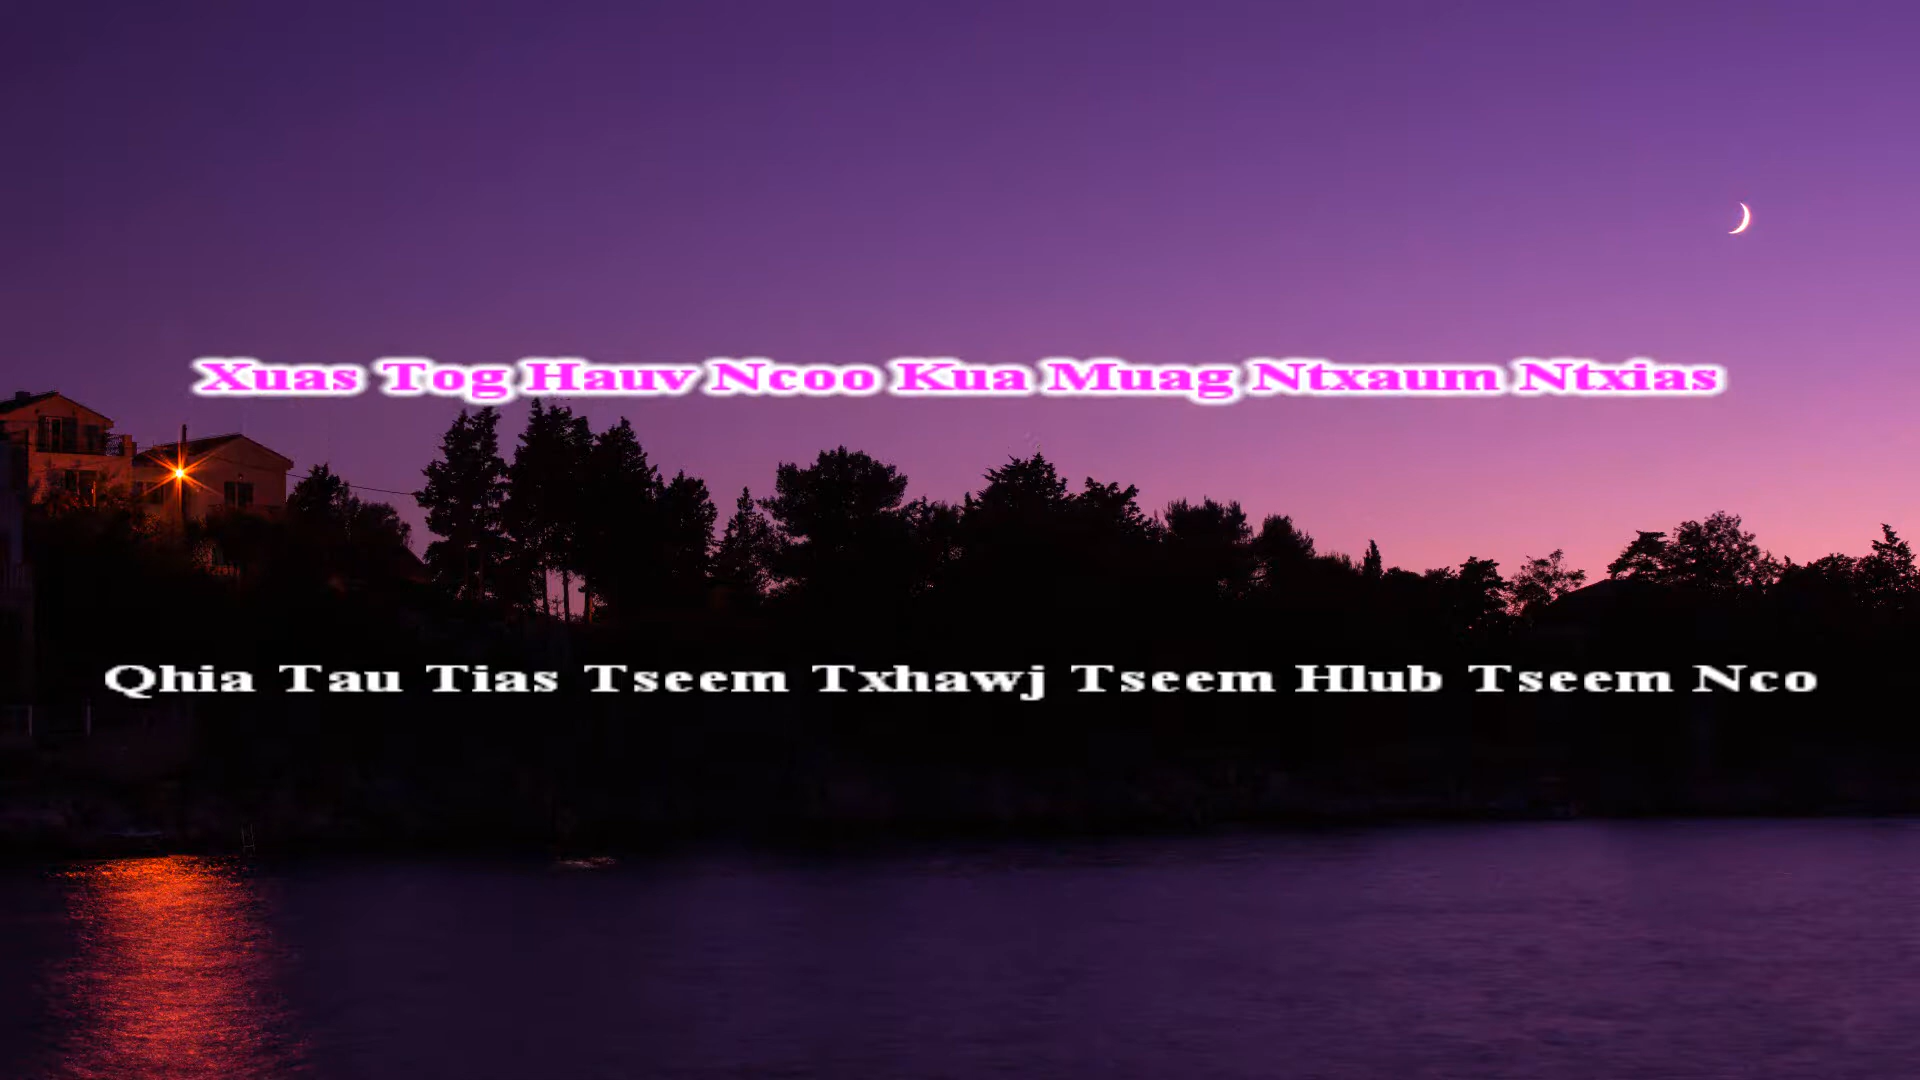 Xuas Tog Hauv Ncoo Kua Muag Ntxaum Ntxias
Qhia Tau Tias Tseem Txhawj Tseem Hlub Tseem Nco